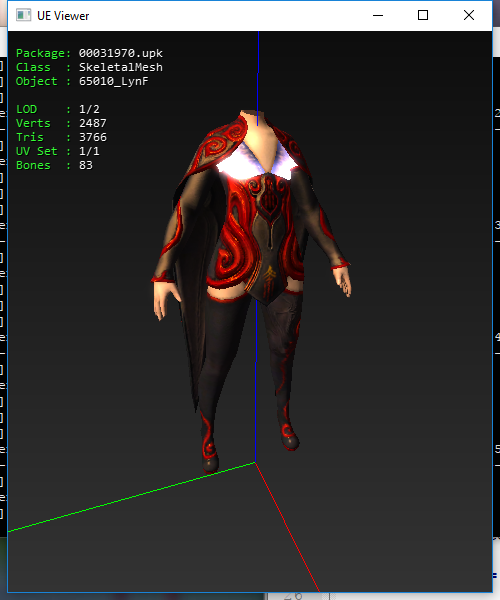 UE Viewer
Package: 00031970.upk
Class : SkeletalMesh
Object : 65010_LynF
LOD : 1/2
Verts : 2487
Tris : 3766
UV Set : 1/1
Bones : 83